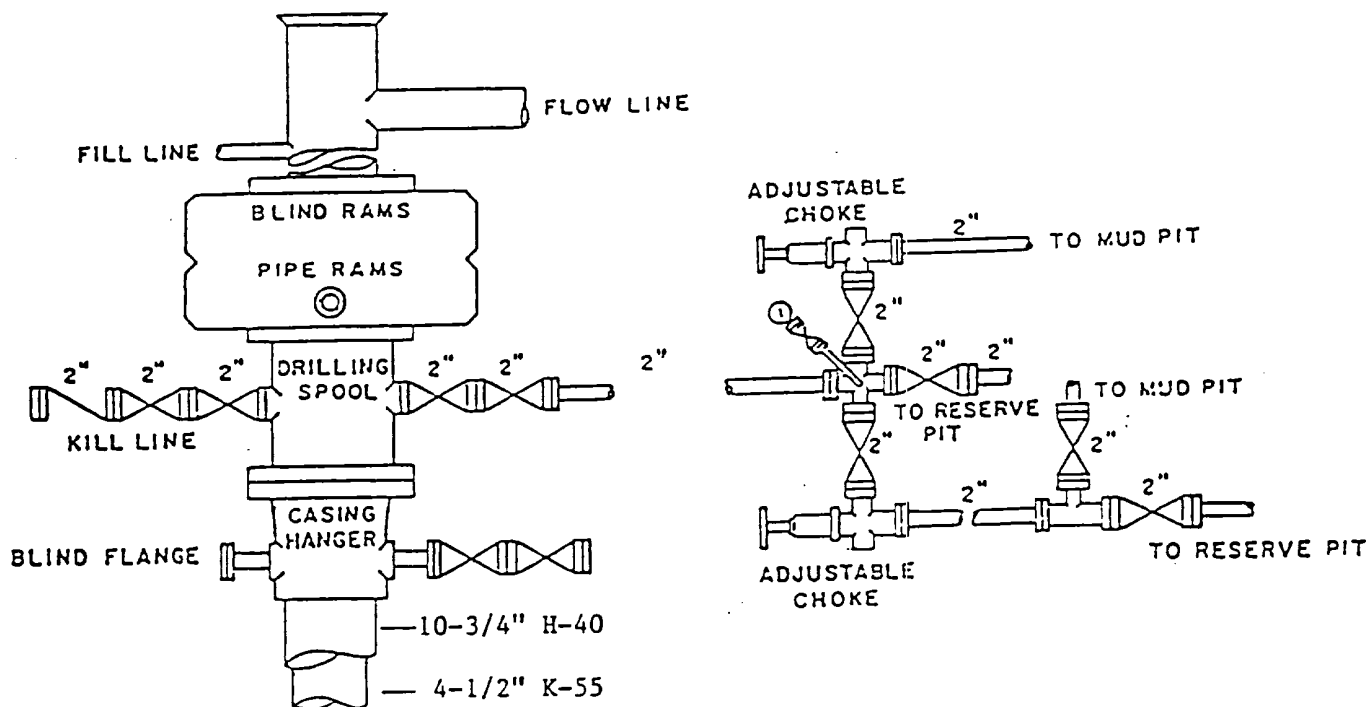 FLOW LINE
FILL LINE
BLIND RAMS
PIPE RAMS
2" 2" 2" DRILLING SPOOL 2" 2" 2"
KILL LINE
CASING
HANGER
BLIND FLANGE
10-3/4" H-40
4-1/2" K-55
ADJUSTABLE
CHOKE
2"
TO MUD PIT
2"
1
2" 2"
TO RESERVE
PIT
2"
TO MUD PIT
2"
2"
2"
TO RESERVE PIT
ADJUSTABLE
CHOKE